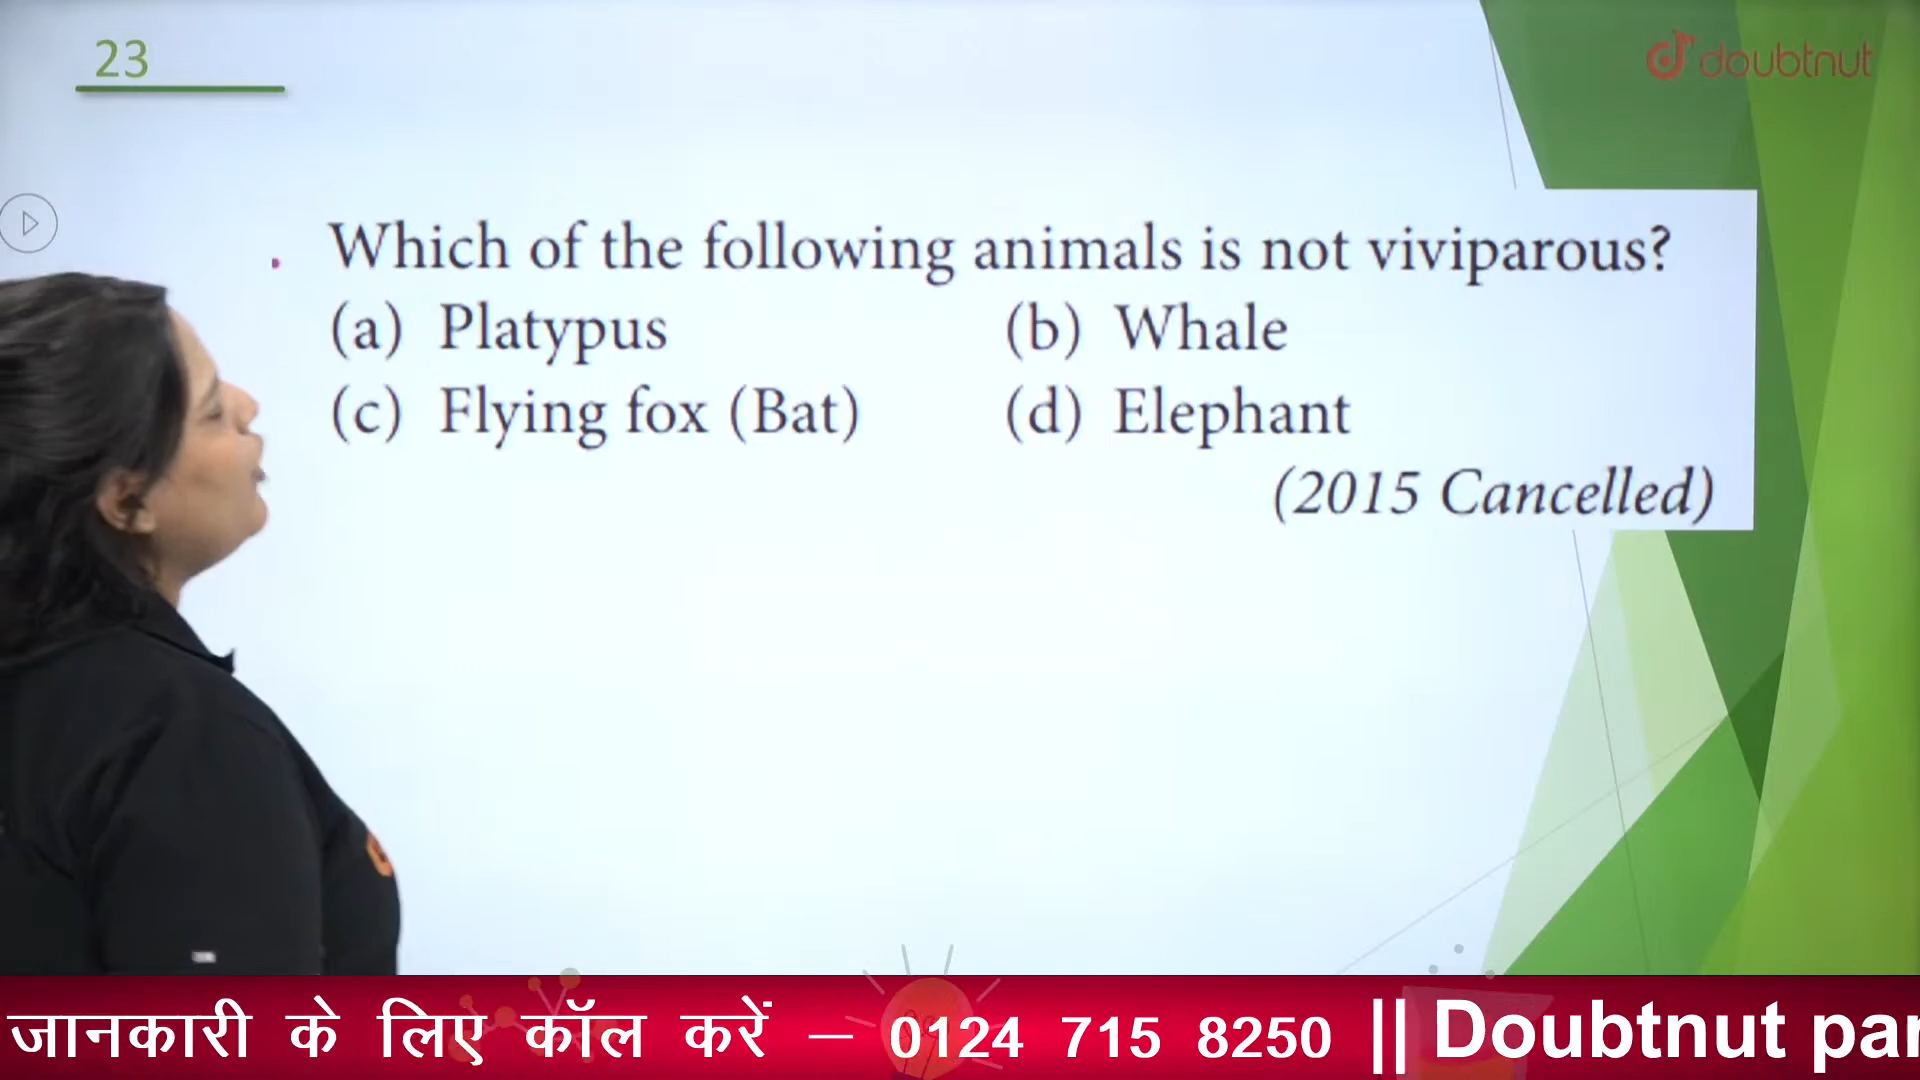 23
doubtnut
Which of the following animals is not viviparous?
(a) Platypus (b) Whale
(c) Flying fox (Bat) (d) Elephant
(2015 Cancelled)
जानकारी के लिए कॉल करें – 0124 715 8250 || Doubtnut par